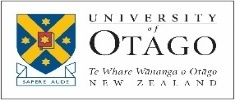 UNIVERSITY
of
OTAGO
Te Whare Wānanga o Otāgo
NEW ZEALAND
SAPERE AUDE